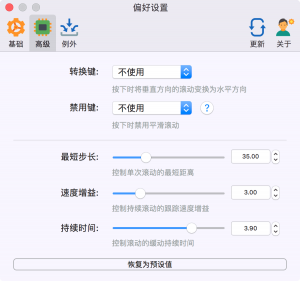 偏好设置
基础 高级 例外 更新 关于
转换键: 不使用
按下时将垂直方向的滚动变换为水平方向
禁用键: 不使用 ?
按下时禁用平滑滚动
最短步长: 35.00
控制单次滚动的最短距离
速度增益: 3.00
控制持续滚动的跟踪速度增益
持续时间: 3.90
控制滚动的缓动持续时间
恢复为预设值